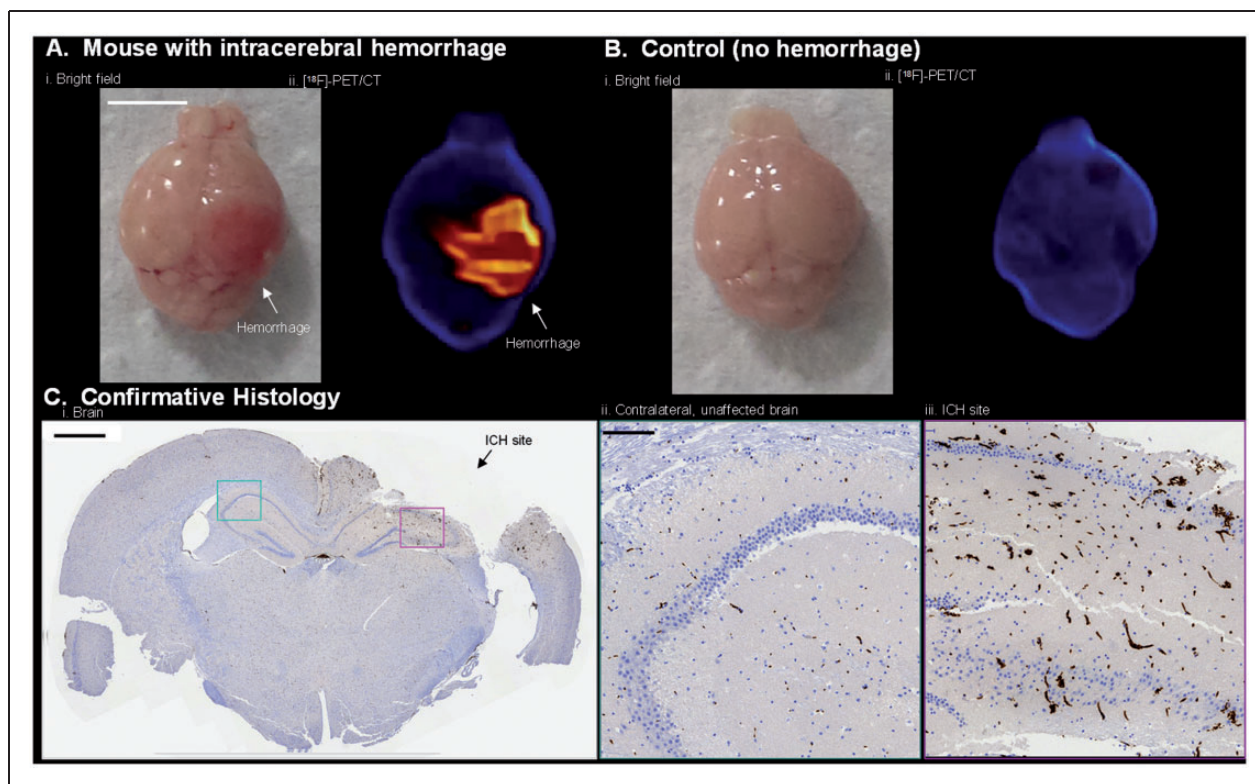 A. Mouse with intracerebral hemorrhage
B. Control (no hemorrhage)
i. Bright field
ii. [¹⁸F]-PET/CT
i. Bright field
ii. [¹⁸F]-PET/CT
Hemorrhage
Hemorrhage
C. Confirmative Histology
i. Brain
ii. Contralateral, unaffected brain
iii. ICH site
ICH site